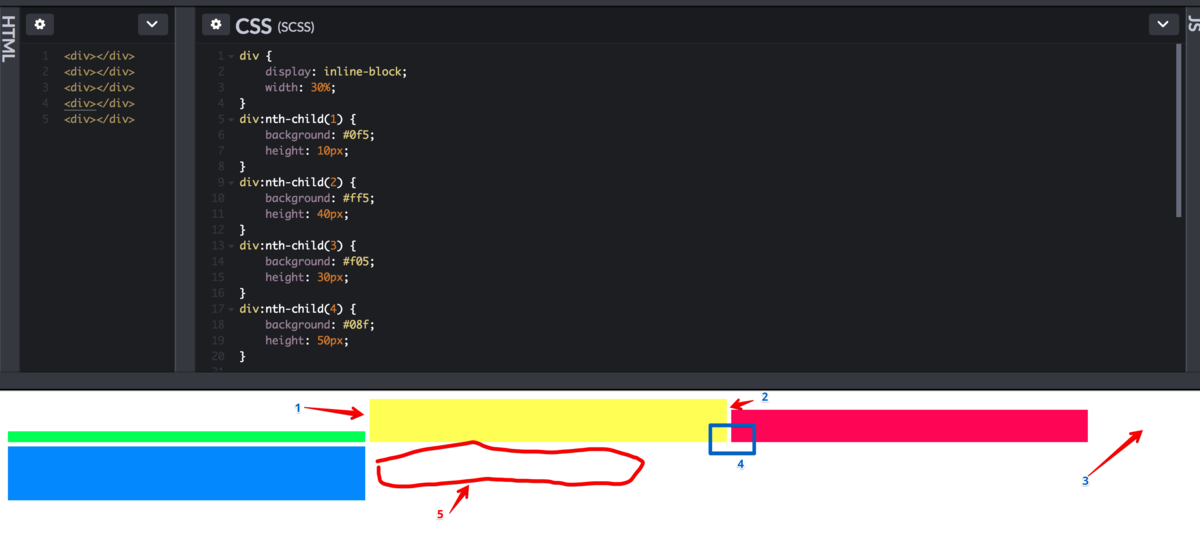 HTML
1 <div></div>
2 <div></div>
3 <div></div>
4 <div></div>
5 <div></div>
CSS (SCSS)
1 div {
2 display: inline-block;
3 width: 30%;
4 }
5 div:nth-child(1) {
6 background: #0f5;
7 height: 10px;
8 }
9 div:nth-child(2) {
10 background: #ff5;
11 height: 40px;
12 }
13 div:nth-child(3) {
14 background: #f05;
15 height: 30px;
16 }
17 div:nth-child(4) {
18 background: #08f;
19 height: 50px;
20 }
21
JS
1
2
3
4
5